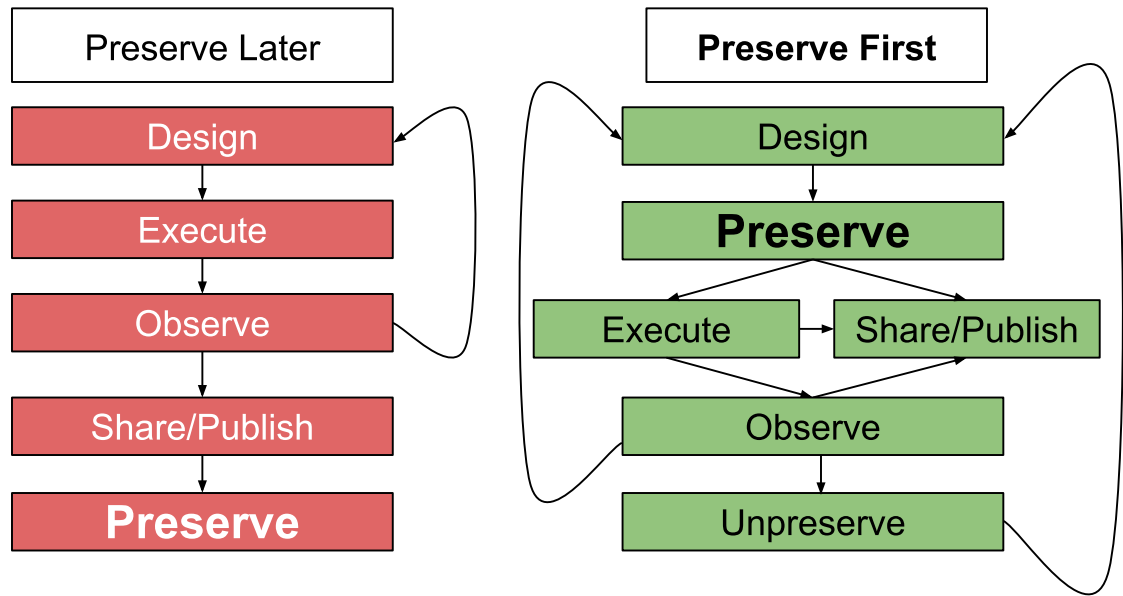 Preserve Later
Design
Execute
Observe
Share/Publish
Preserve
Preserve First
Design
Preserve
Execute
Share/Publish
Observe
Unpreserve